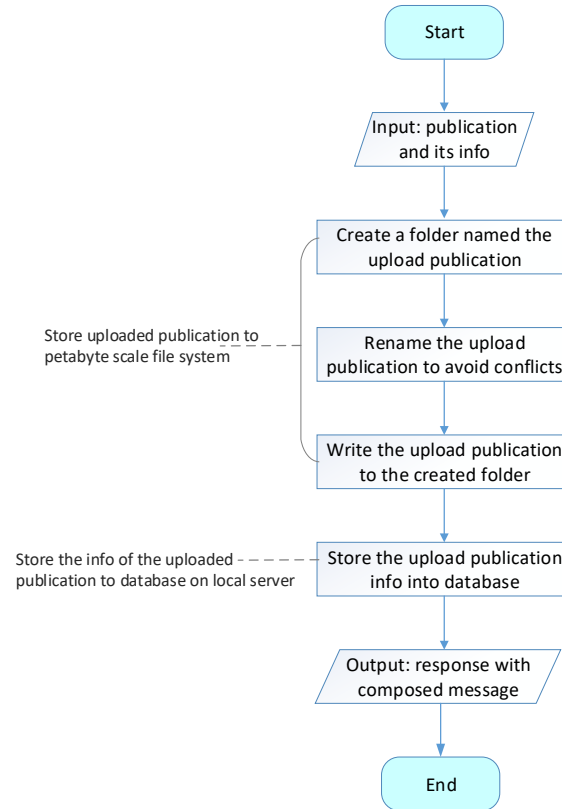 Start
Input: publication
and its info
Create a folder named the
upload publication
Store uploaded publication to
petabyte scale file system
Rename the upload
publication to avoid conflicts
Write the upload publication
to the created folder
Store the info of the uploaded
publication to database on local server
Store the upload publication
info into database
Output: response with
composed message
End